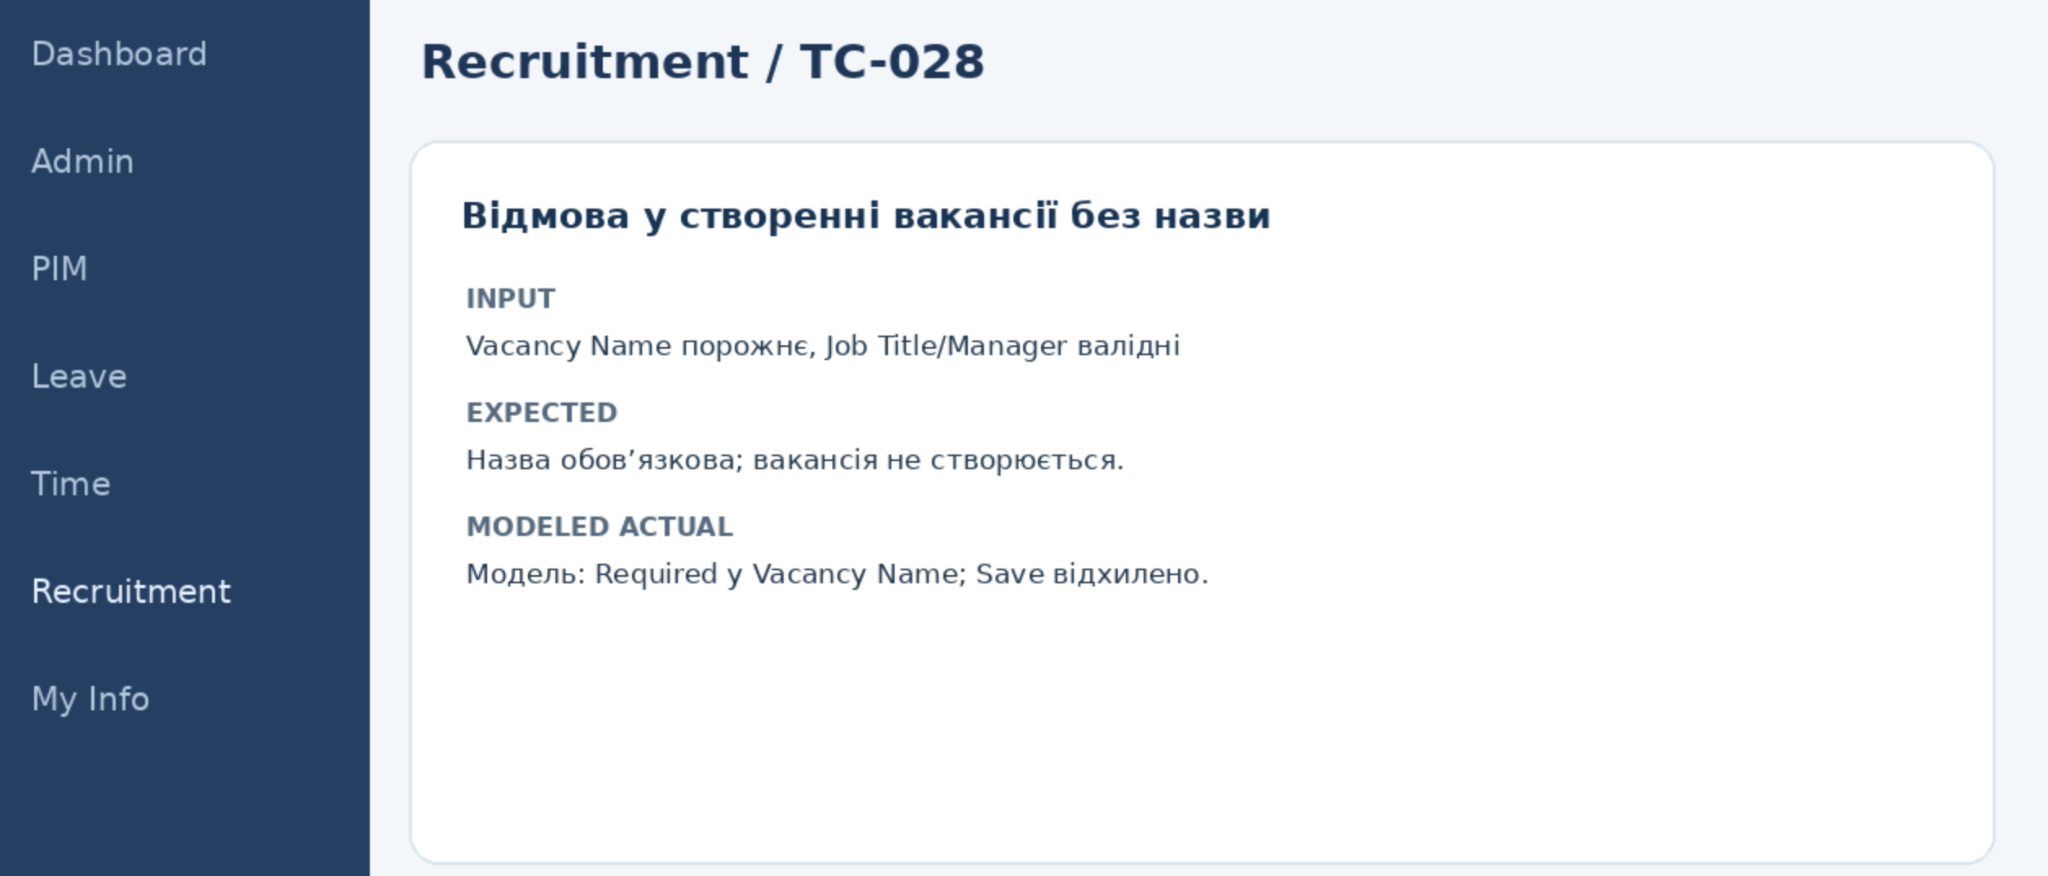 Dashboard
Admin
PIM
Leave
Time
Recruitment
My Info
Recruitment / TC-028
Відмова у створенні вакансії без назви
INPUT
Vacancy Name порожнє, Job Title/Manager валідні
EXPECTED
Назва обов’язкова; вакансія не створюється.
MODELED ACTUAL
Модель: Required у Vacancy Name; Save відхилено.